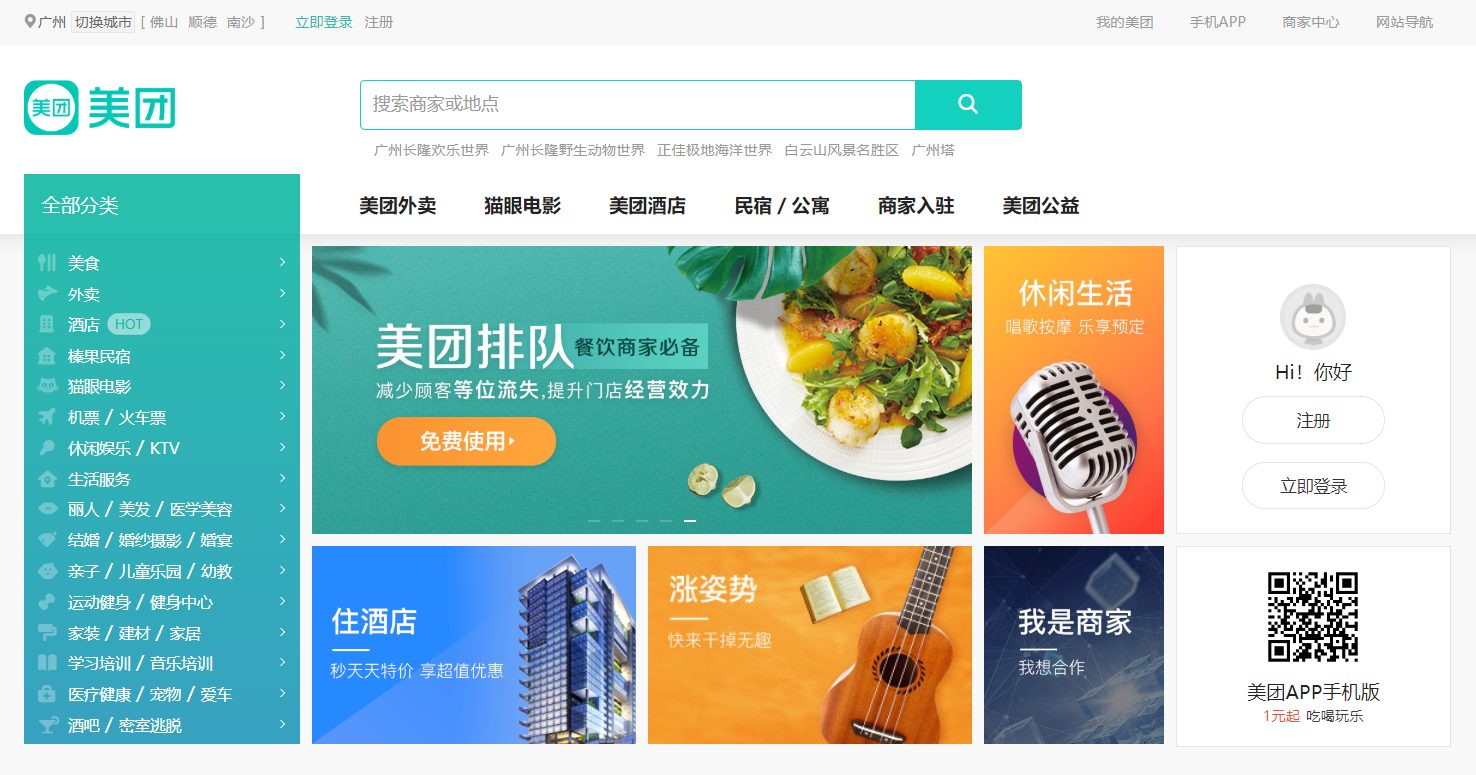 广州 切换城市 [ 佛山 顺德 南沙 ] 立即登录 注册 我的美团 手机APP 商家中心 网站导航
美团 美团
搜索商家或地点
广州长隆欢乐世界 广州长隆野生动物世界 正佳极地海洋世界 白云山风景名胜区 广州塔
全部分类
美团外卖 猫眼电影 美团酒店 民宿 / 公寓 商家入驻 美团公益
美食
外卖
酒店 HOT
榛果民宿
猫眼电影
机票 / 火车票
休闲娱乐 / KTV
生活服务
丽人 / 美发 / 医学美容
结婚 / 婚纱摄影 / 婚宴
亲子 / 儿童乐园 / 幼教
运动健身 / 健身中心
家装 / 建材 / 家居
学习培训 / 音乐培训
医疗健康 / 宠物 / 爱车
酒吧 / 密室逃脱
美团排队 餐饮商家必备
减少顾客等位流失,提升门店经营效力
免费使用
休闲生活
唱歌按摩 乐享预定
Hi！你好
注册
立即登录
住酒店
秒天天特价 享超值优惠
涨姿势
快来干掉无趣
我是商家
我想合作
美团APP手机版
1元起 吃喝玩乐